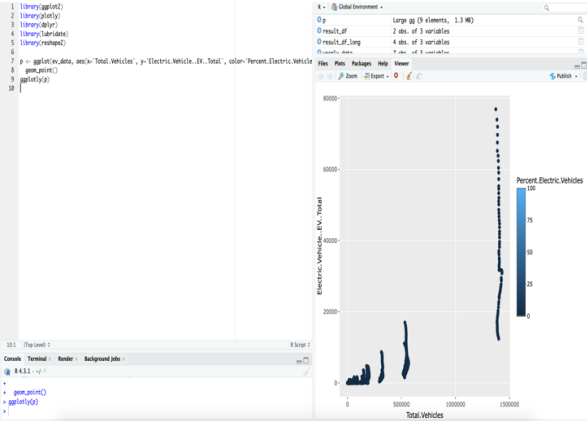 1 library(ggplot2)
2 library(plotly)
3 library(dplyr)
4 library(lubridate)
5 library(reshape2)
6
7 p <- ggplot(ev_data, aes(x=`Total.Vehicles`, y=`Electric.Vehicle..EV..Total`, color=`Percent.Electric.Vehicle
8 geom_point()
9 ggplotly(p)
10
10:1 (Top Level) R Script
Console Terminal Render Background Jobs
R 4.3.1 · ~/
+
+ geom_point()
> ggplotly(p)
>
R Global Environment
p Large gg (9 elements, 1.3 MB)
result_df 2 obs. of 3 variables
result_df_long 4 obs. of 3 variables
Files Plots Packages Help Viewer
Zoom Export Publish
Electric.Vehicle..EV..Total
80000
60000
40000
20000
0
0 500000 1000000 1500000
Total.Vehicles
Percent.Electric.Vehicles
100
75
50
25
0